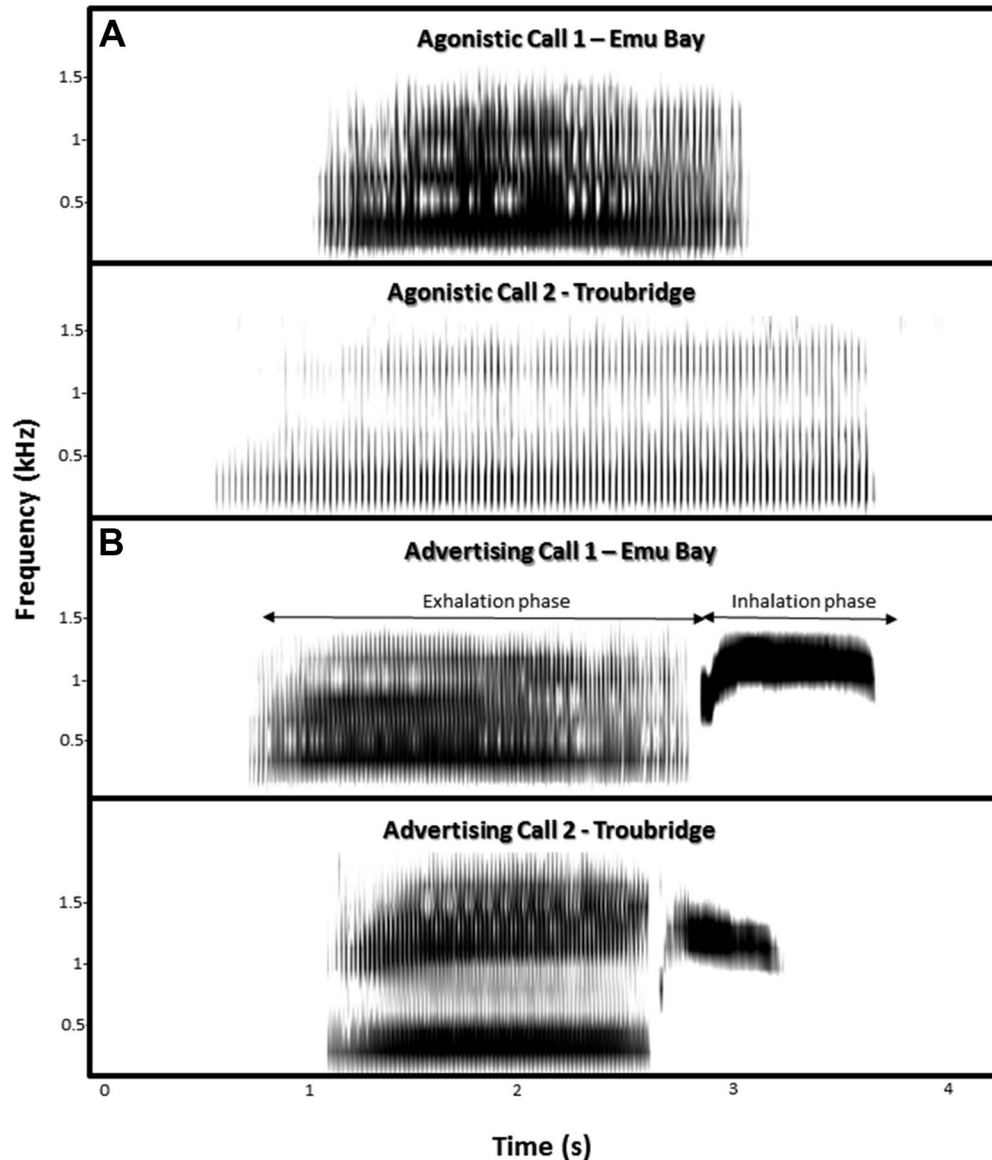 A
Agonistic Call 1 – Emu Bay
1.5
1
0.5
Agonistic Call 2 - Troubridge
1.5
1
0.5
Frequency (kHz)
B
Advertising Call 1 – Emu Bay
Exhalation phase
Inhalation phase
1.5
1
0.5
Advertising Call 2 - Troubridge
1.5
1
0.5
0 1 2 3 4
Time (s)